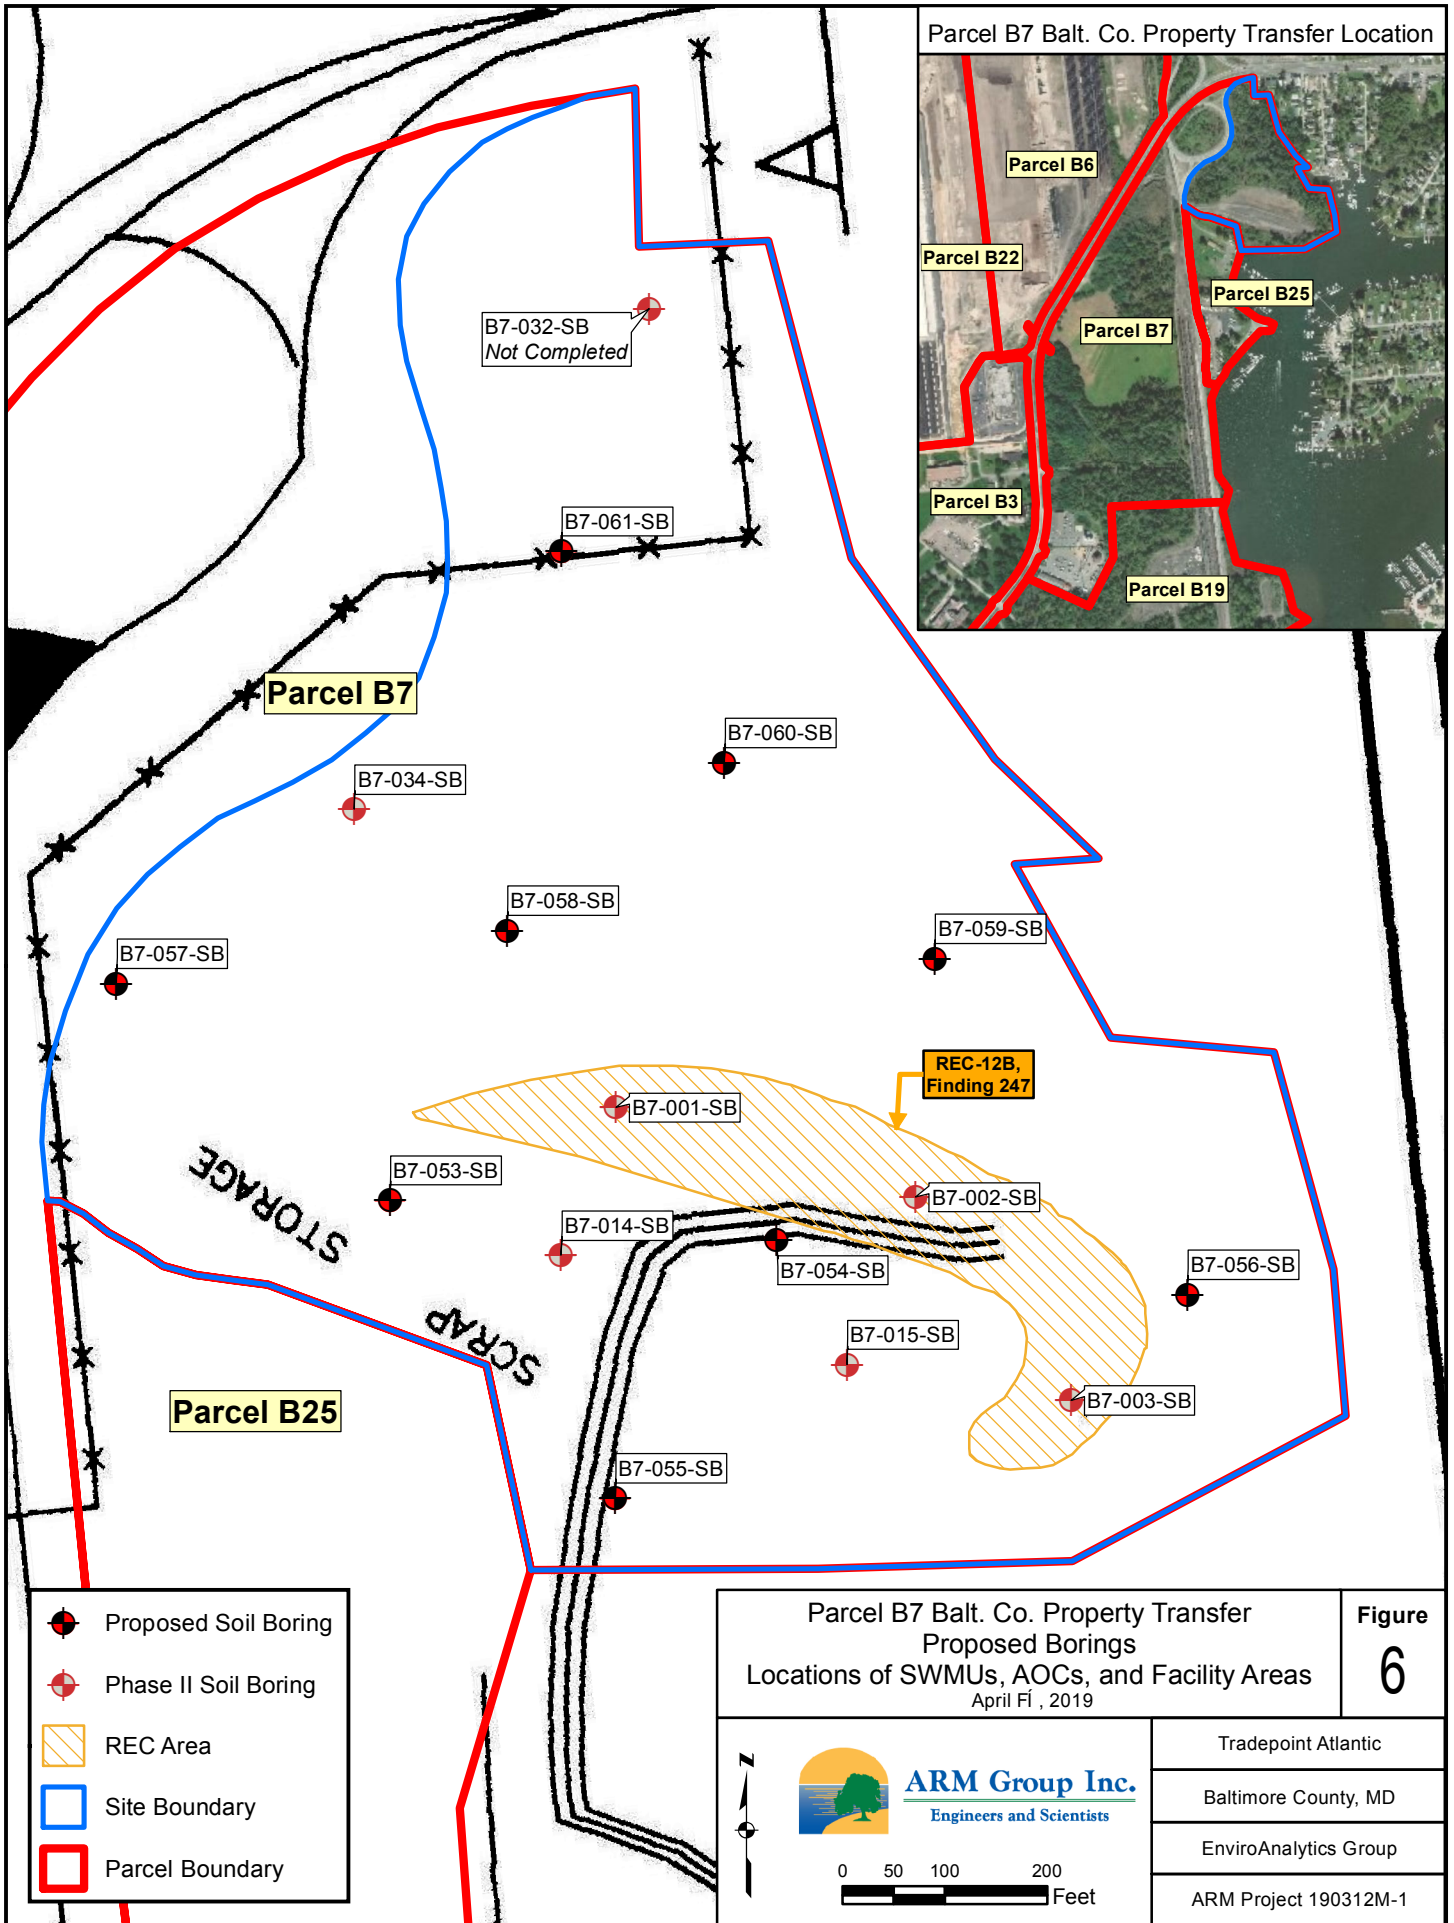 Parcel B7 Balt. Co. Property Transfer Location
Parcel B6
Parcel B22
Parcel B25
Parcel B7
Parcel B3
Parcel B19
A
B7-032-SB
Not Completed
B7-061-SB
Parcel B7
B7-060-SB
B7-034-SB
B7-058-SB
B7-059-SB
B7-057-SB
REC-12B,
Finding 247
B7-001-SB
STORAGE
B7-053-SB
B7-002-SB
B7-014-SB
B7-054-SB
B7-056-SB
SCRAP
B7-015-SB
Parcel B25
B7-003-SB
B7-055-SB
Proposed Soil Boring
Phase II Soil Boring
REC Area
Site Boundary
Parcel Boundary
Parcel B7 Balt. Co. Property Transfer
Proposed Borings
Locations of SWMUs, AOCs, and Facility Areas
April FÍ , 2019
Figure
6
N
ARM Group Inc.
Engineers and Scientists
0 50 100 200
Feet
Tradepoint Atlantic
Baltimore County, MD
EnviroAnalytics Group
ARM Project 190312M-1